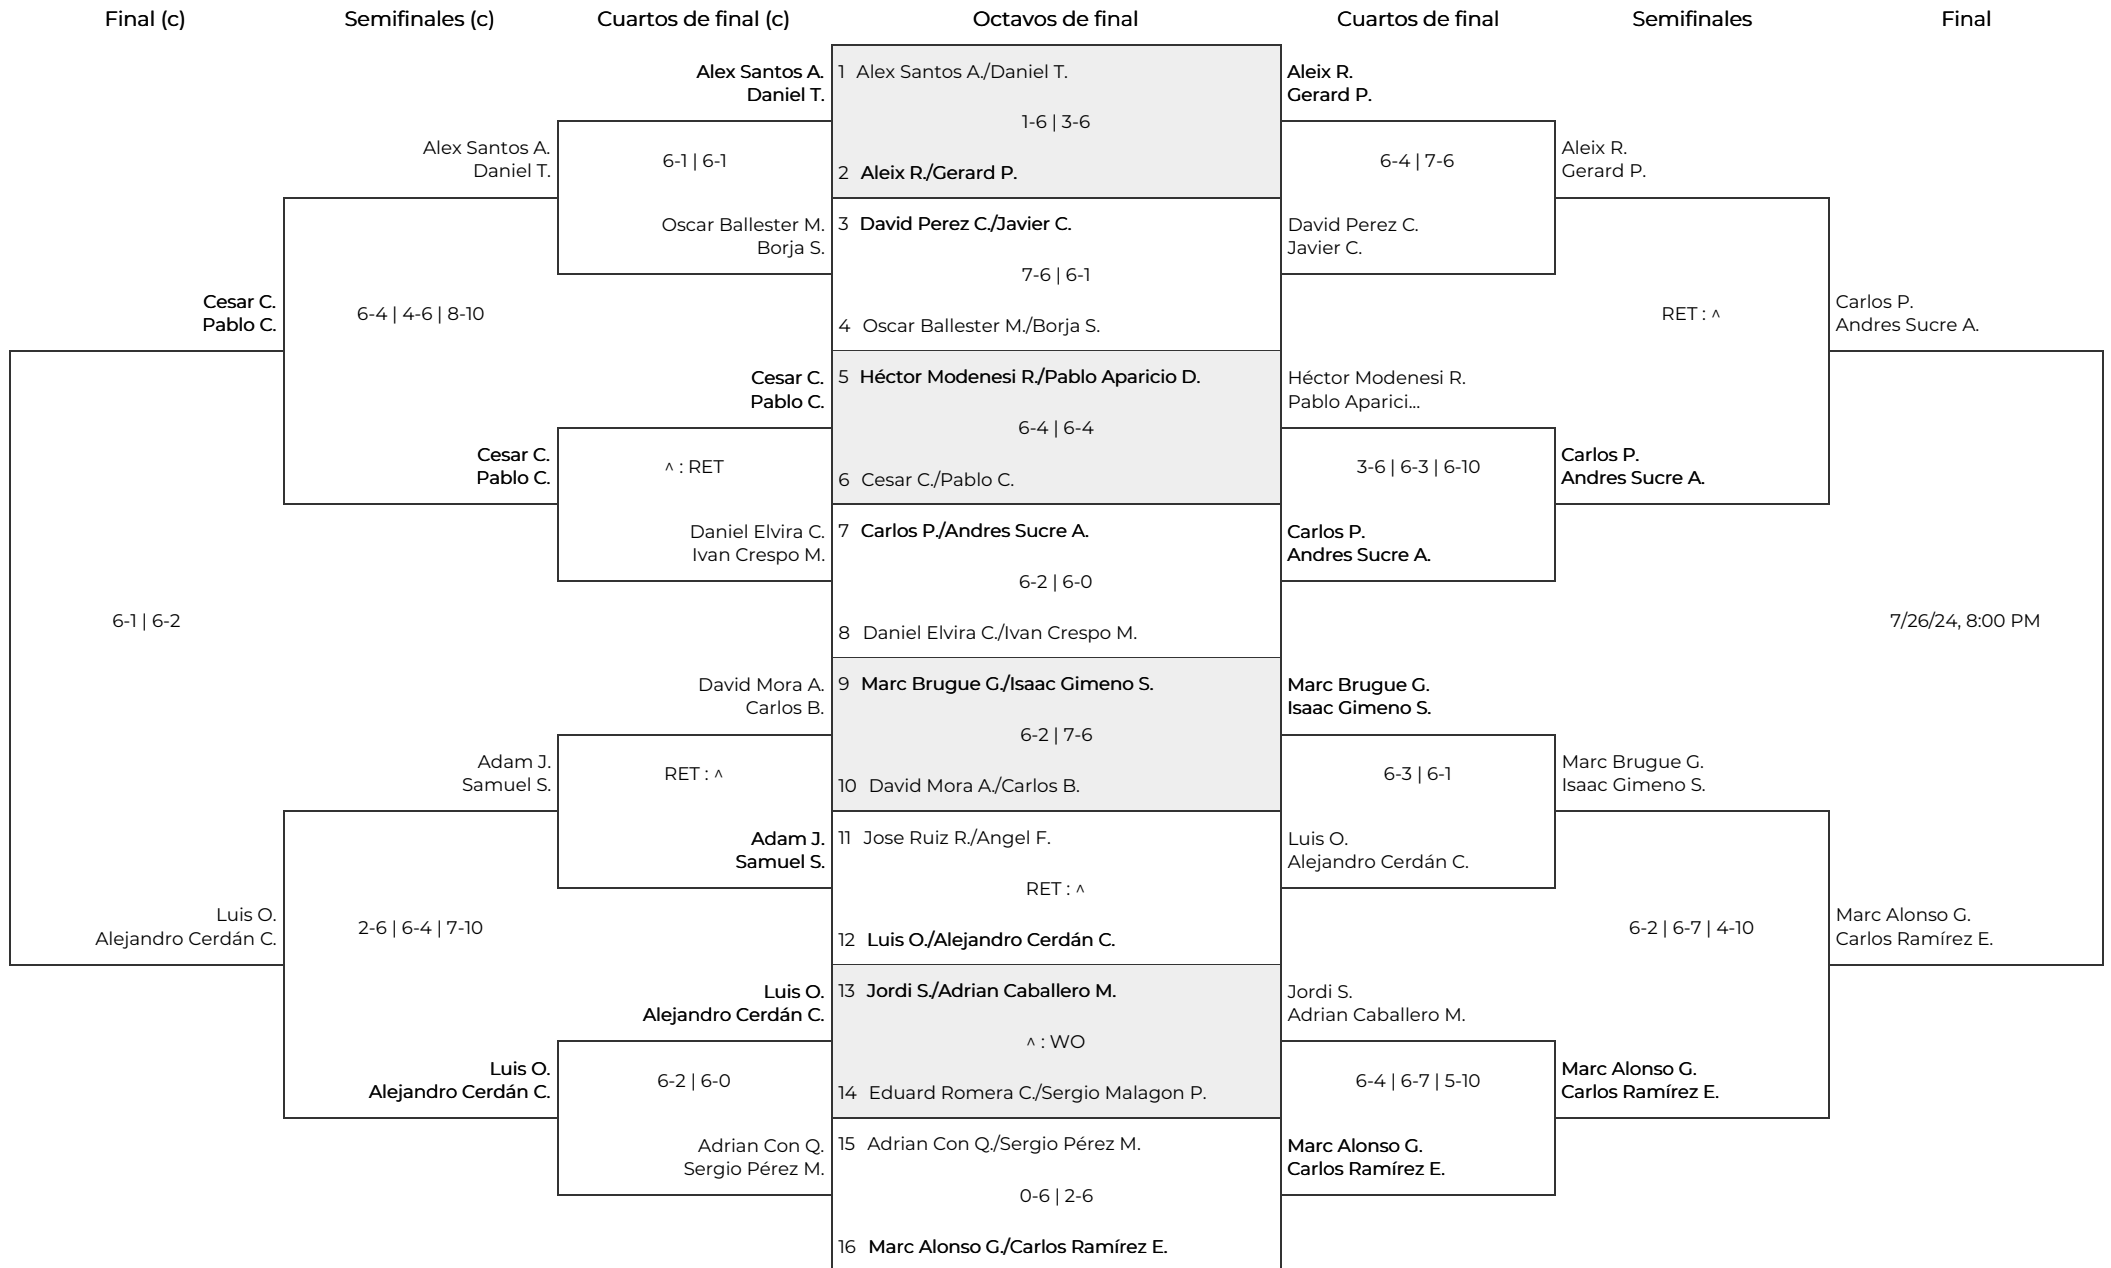 Final (c)
Semifinales (c)
Cuartos de final (c)
Octavos de final
Cuartos de final
Semifinales
Final
Cesar C.
Pablo C.
6-1 | 6-2
Luis O.
Alejandro Cerdán C.
Alex Santos A.
Daniel T.
6-4 | 4-6 | 8-10
Cesar C.
Pablo C.
Adam J.
Samuel S.
2-6 | 6-4 | 7-10
Luis O.
Alejandro Cerdán C.
Alex Santos A.
Daniel T.
6-1 | 6-1
Oscar Ballester M.
Borja S.
Cesar C.
Pablo C.
^ : RET
Daniel Elvira C.
Ivan Crespo M.
David Mora A.
Carlos B.
RET : ^
Adam J.
Samuel S.
Luis O.
Alejandro Cerdán C.
6-2 | 6-0
Adrian Con Q.
Sergio Pérez M.
1 Alex Santos A./Daniel T.
1-6 | 3-6
2 Aleix R./Gerard P.
3 David Perez C./Javier C.
7-6 | 6-1
4 Oscar Ballester M./Borja S.
5 Héctor Modenesi R./Pablo Aparicio D.
6-4 | 6-4
6 Cesar C./Pablo C.
7 Carlos P./Andres Sucre A.
6-2 | 6-0
8 Daniel Elvira C./Ivan Crespo M.
9 Marc Brugue G./Isaac Gimeno S.
6-2 | 7-6
10 David Mora A./Carlos B.
11 Jose Ruiz R./Angel F.
RET : ^
12 Luis O./Alejandro Cerdán C.
13 Jordi S./Adrian Caballero M.
^ : WO
14 Eduard Romera C./Sergio Malagon P.
15 Adrian Con Q./Sergio Pérez M.
0-6 | 2-6
16 Marc Alonso G./Carlos Ramírez E.
Aleix R.
Gerard P.
6-4 | 7-6
David Perez C.
Javier C.
Héctor Modenesi R.
Pablo Aparici...
3-6 | 6-3 | 6-10
Carlos P.
Andres Sucre A.
Marc Brugue G.
Isaac Gimeno S.
6-3 | 6-1
Luis O.
Alejandro Cerdán C.
Jordi S.
Adrian Caballero M.
6-4 | 6-7 | 5-10
Marc Alonso G.
Carlos Ramírez E.
Aleix R.
Gerard P.
RET : ^
Carlos P.
Andres Sucre A.
Marc Brugue G.
Isaac Gimeno S.
6-2 | 6-7 | 4-10
Marc Alonso G.
Carlos Ramírez E.
Carlos P.
Andres Sucre A.
7/26/24, 8:00 PM
Marc Alonso G.
Carlos Ramírez E.